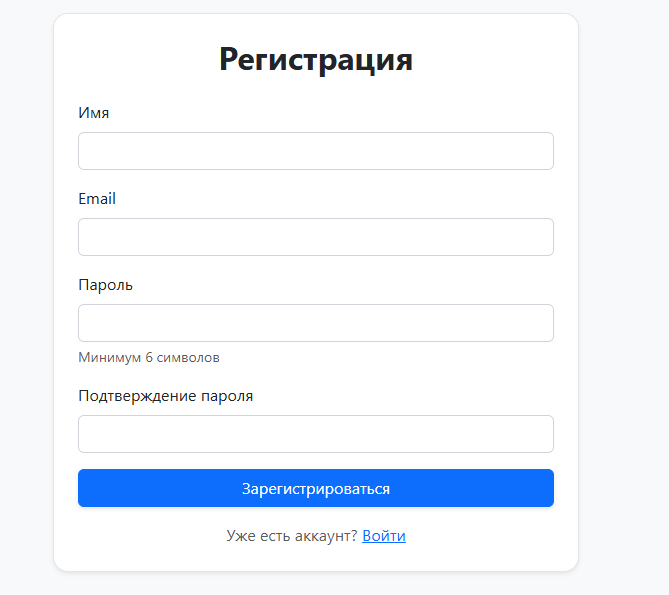 Регистрация
Имя
Email
Пароль
Минимум 6 символов
Подтверждение пароля
Зарегистрироваться
Уже есть аккаунт? Войти